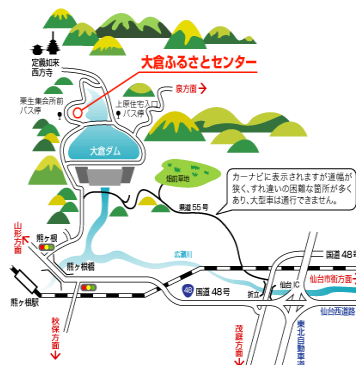 定義如来
西方寺
大倉ふるさとセンター
泉方面
栗生集会所前
バス停
上原住宅入口
バス停
大倉ダム
畑前草地
カーナビに表示されますが道幅が
狭く、すれ違いの困難な箇所が多く
あり、大型車は通行できません。
県道55号
山形方面
熊ヶ根
広瀬川
国道48号
熊ヶ根橋
仙台市街方面
48
国道48号
折立
仙台IC
熊ヶ根駅
仙台西道路
秋保方面
茂庭方面
東北自動車道